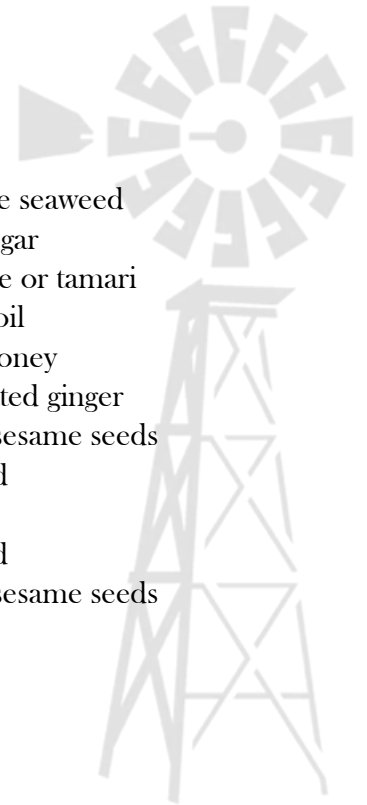 e seaweed
gar
e or tamari
oil
oney
ted ginger
sesame seeds
d
d
sesame seeds